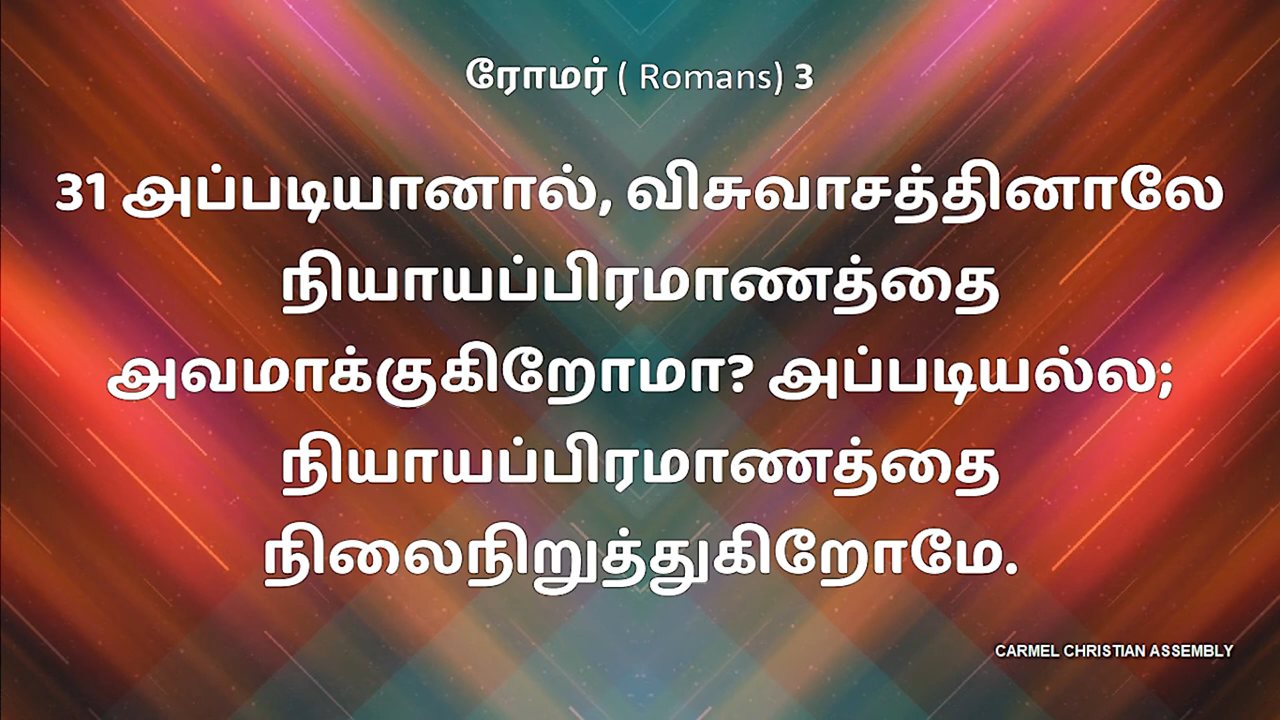 ரோமர் ( Romans) 3
31 அப்படியானால், விசுவாசத்தினாலே
நியாயப்பிரமாணத்தை
அவமாக்குகிறோமா? அப்படியல்ல;
நியாயப்பிரமாணத்தை
நிலைநிறுத்துகிறோமே.
CARMEL CHRISTIAN ASSEMBLY